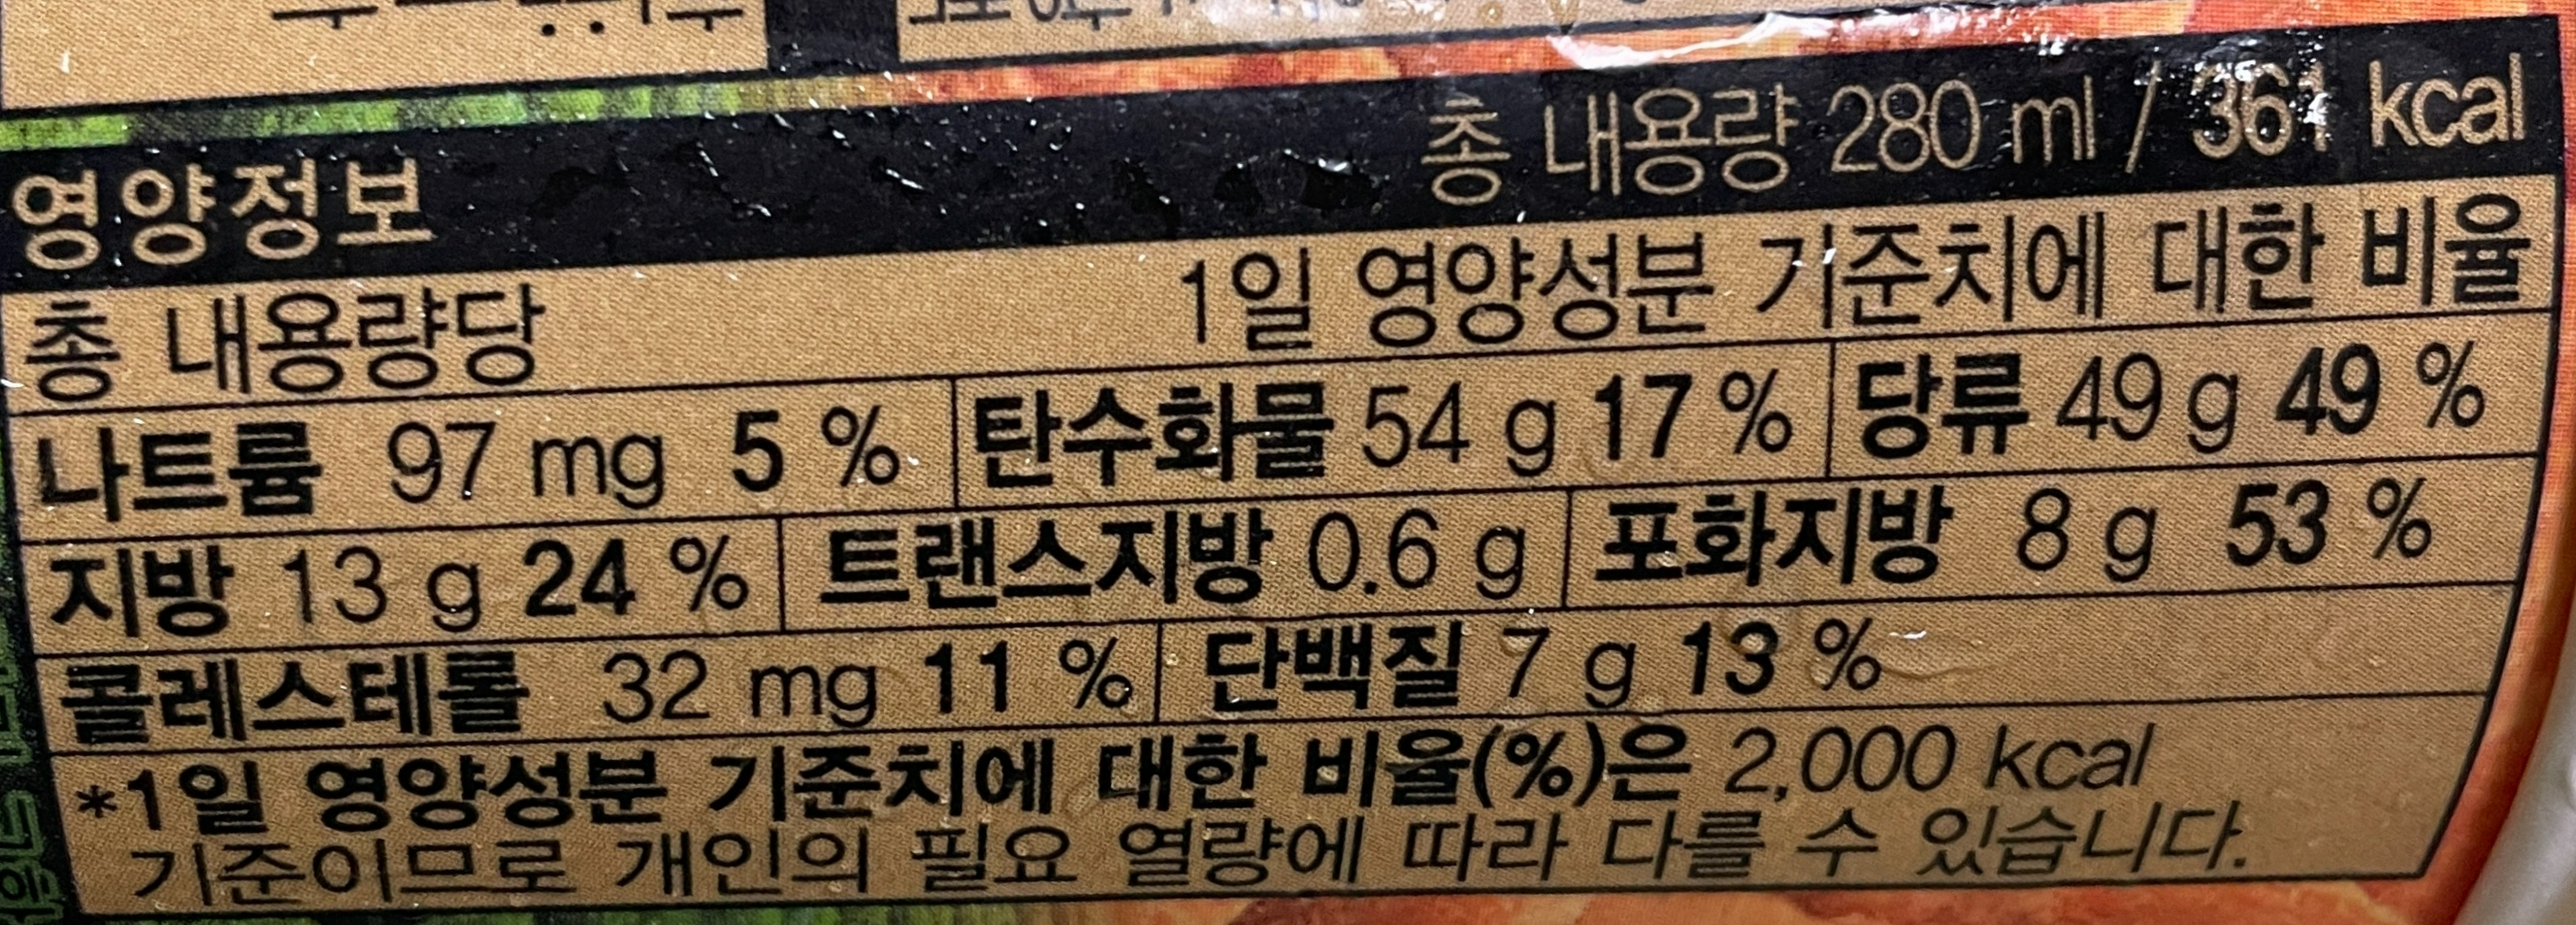 영양정보
총 내용량 280 ml / 361 kcal
총 내용량당 1일 영양성분 기준치에 대한 비율
나트륨 97 mg 5 % 탄수화물 54 g 17 % 당류 49 g 49 %
지방 13 g 24 % 트랜스지방 0.6 g 포화지방 8 g 53 %
콜레스테롤 32 mg 11 % 단백질 7 g 13 %
*1일 영양성분 기준치에 대한 비율(%)은 2,000 kcal
기준이므로 개인의 필요 열량에 따라 다를 수 있습니다.